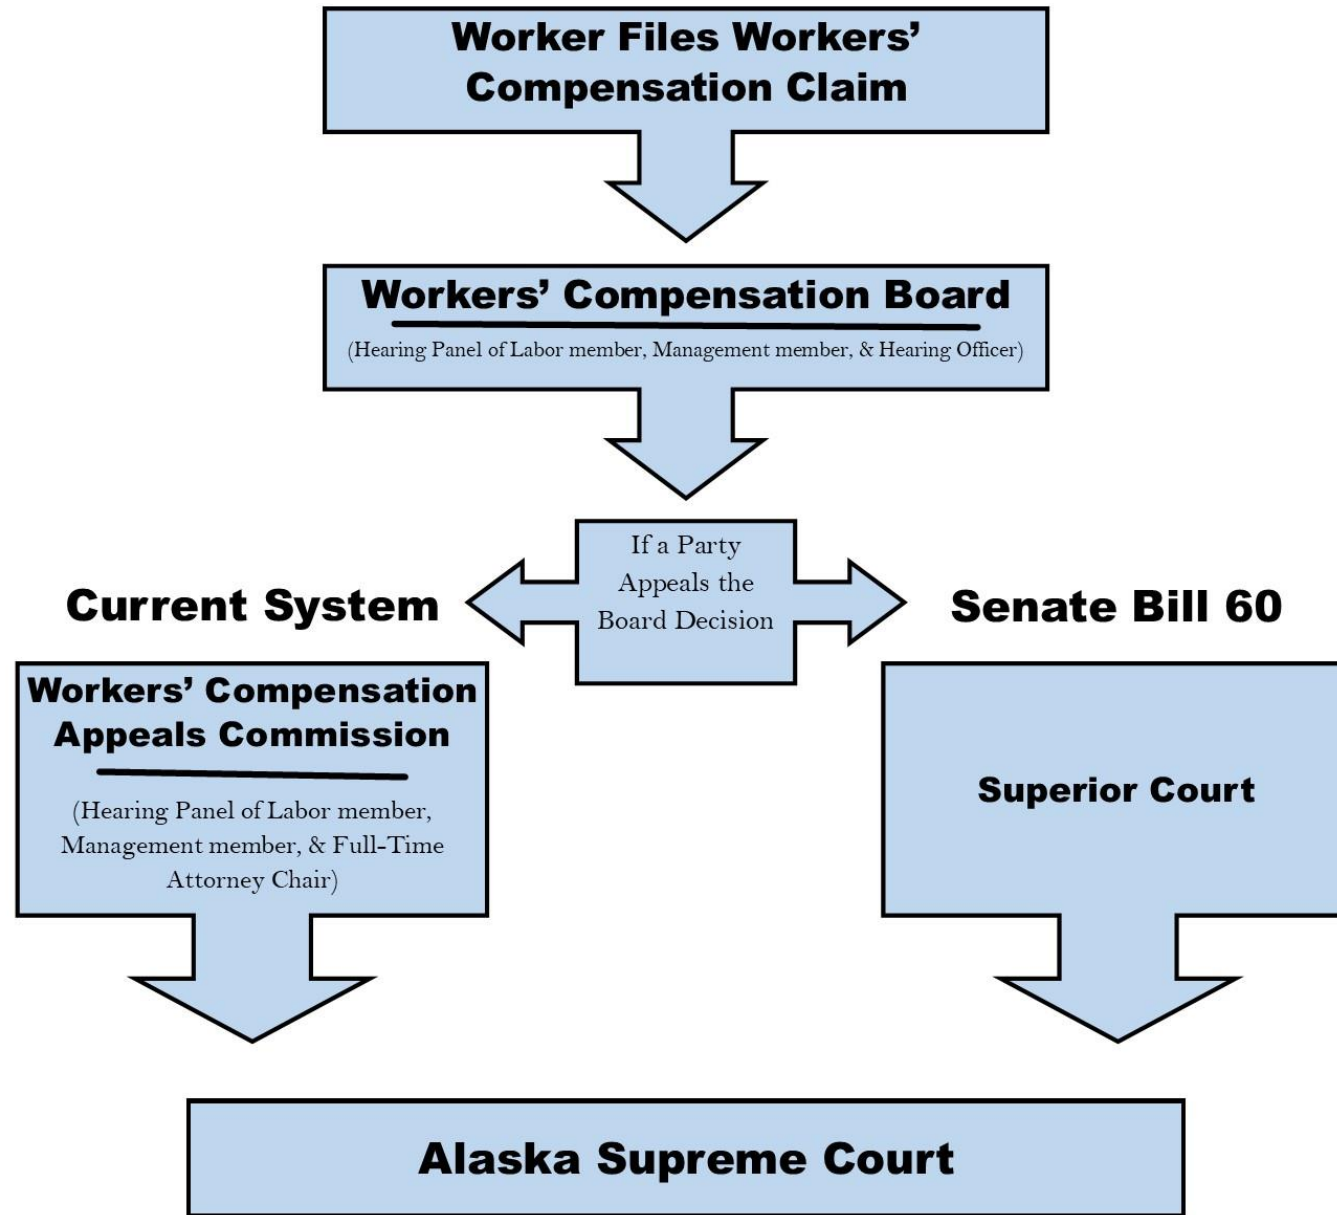 Worker Files Workers’
Compensation Claim
Workers’ Compensation Board
(Hearing Panel of Labor member, Management member, & Hearing Officer)
If a Party
Appeals the
Board Decision
Current System
Senate Bill 60
Workers’ Compensation
Appeals Commission
(Hearing Panel of Labor member,
Management member, & Full-Time
Attorney Chair)
Superior Court
Alaska Supreme Court